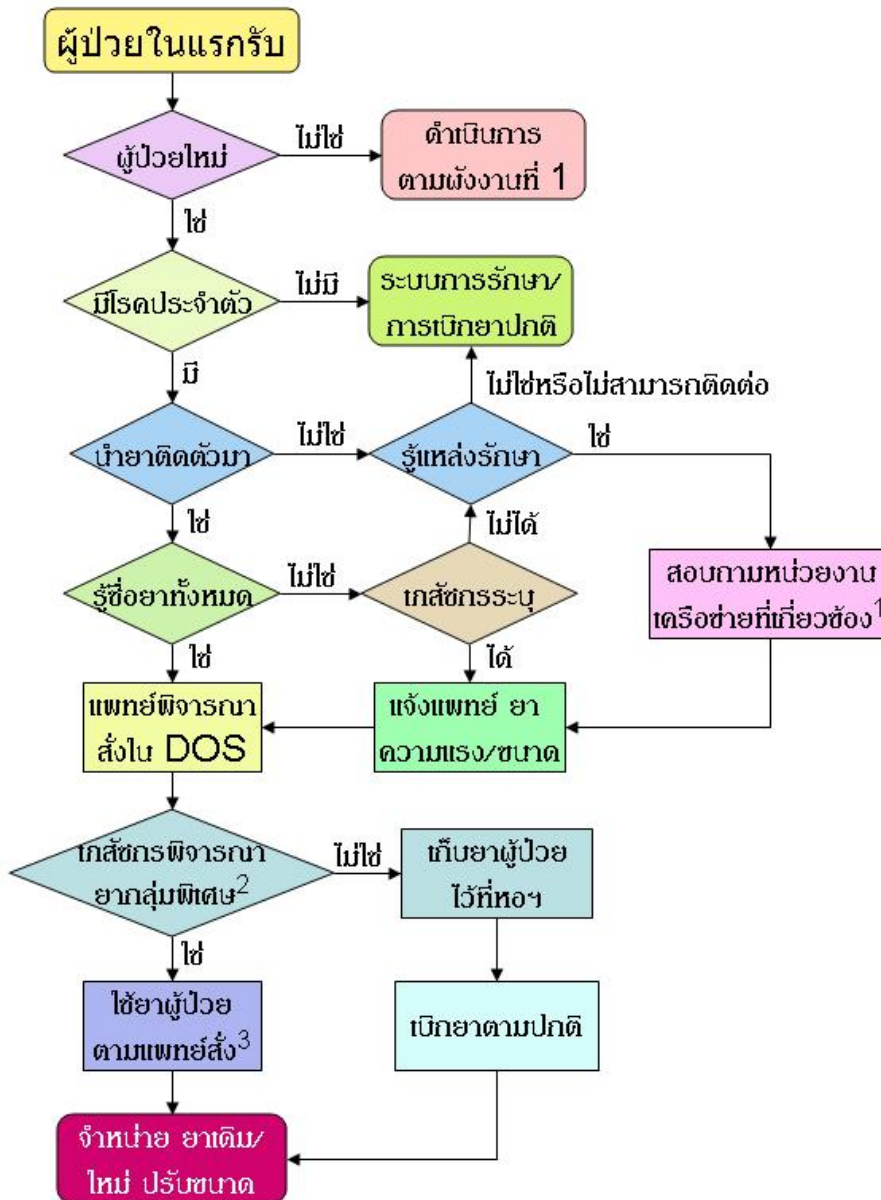 ผู้ป่วยในแรกรับ
ผู้ป่วยใหม่
ไม่ใช่
ดำเนินการ
ตามผังงานที่ 1
ใช่
มีโรคประจำตัว
ไม่มี
ระบบการรักษา/
การเบิกยาปกติ
มี
ไม่ใช่หรือไม่สามารถติดต่อ
นำยาติดตัวมา
ไม่ใช่
รู้แหล่งรักษา
ใช่
ใช่
ไม่ได้
รู้ชื่อยาทั้งหมด
ไม่ใช่
เภสัชกรระบุ
สอบถามหน่วยงาน
เครือข่ายที่เกี่ยวข้อง1
ใช่
ได้
แพทย์พิจารณา
สั่งใน DOS
แจ้งแพทย์ ยา
ความแรง/ขนาด
เภสัชกรพิจารณา
ยากลุ่มพิเศษ2
ไม่ใช่
เก็บยาผู้ป่วย
ไว้ที่หอฯ
ใช่
ใช้ยาผู้ป่วย
ตามแพทย์สั่ง3
เบิกยาตามปกติ
จำหน่าย ยาเดิม/
ใหม่ ปรับขนาด